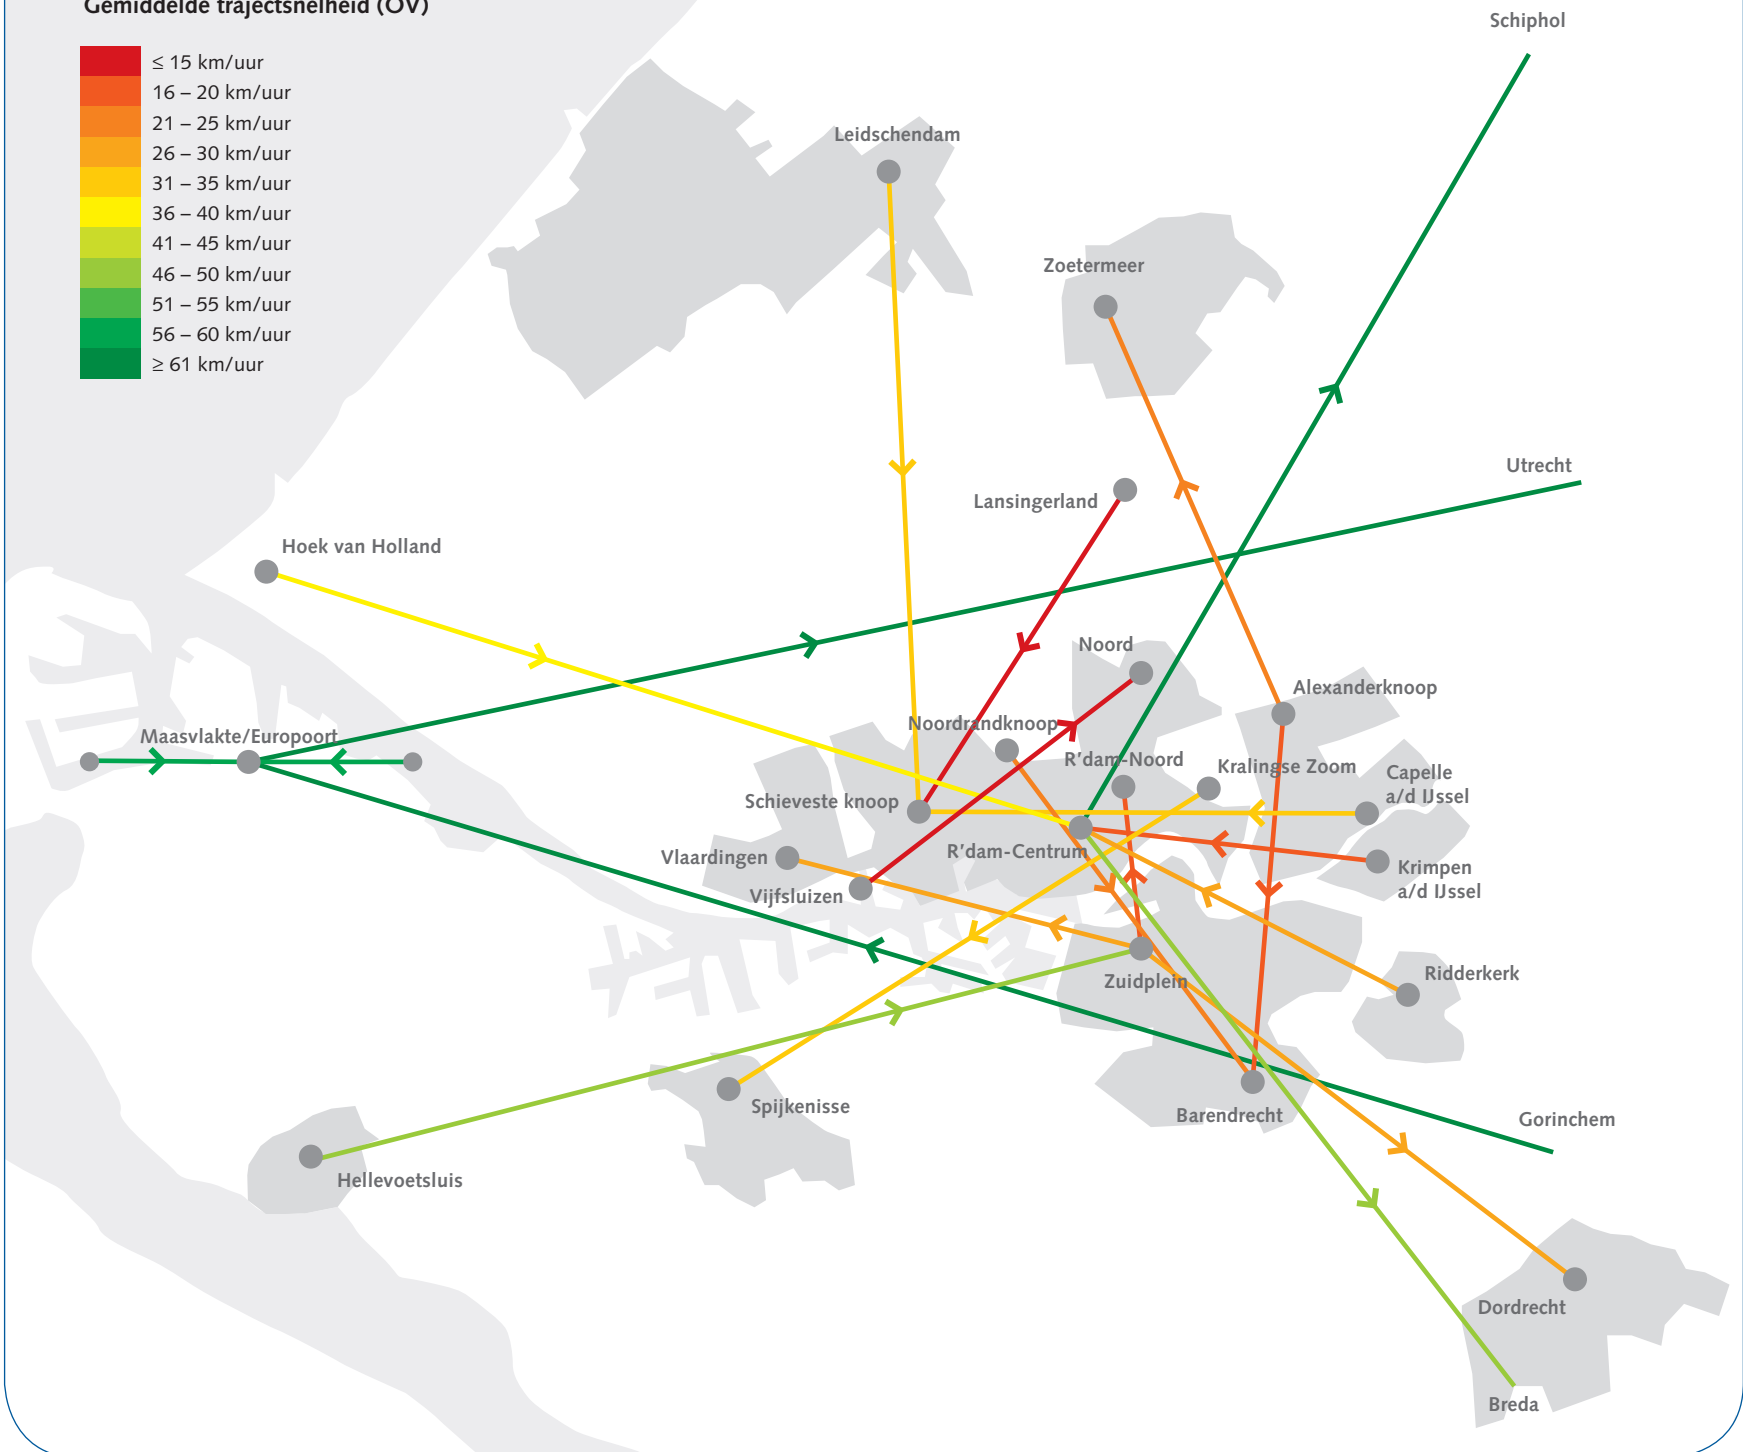 Gemiddelde trajectsnelheid (OV)
≤ 15 km/uur
16 – 20 km/uur
21 – 25 km/uur
26 – 30 km/uur
31 – 35 km/uur
36 – 40 km/uur
41 – 45 km/uur
46 – 50 km/uur
51 – 55 km/uur
56 – 60 km/uur
≥ 61 km/uur
Schiphol
Leidschendam
Zoetermeer
Utrecht
Lansingerland
Hoek van Holland
Noord
Alexanderknoop
Noordrandknoop
Maasvlakte/Europoort
R'dam-Noord
Kralingse Zoom
Capelle
a/d IJssel
Schieveste knoop
R'dam-Centrum
Vlaardingen
Krimpen
a/d IJssel
Vijfsluizen
Ridderkerk
Zuidplein
Spijkenisse
Barendrecht
Gorinchem
Hellevoetsluis
Dordrecht
Breda